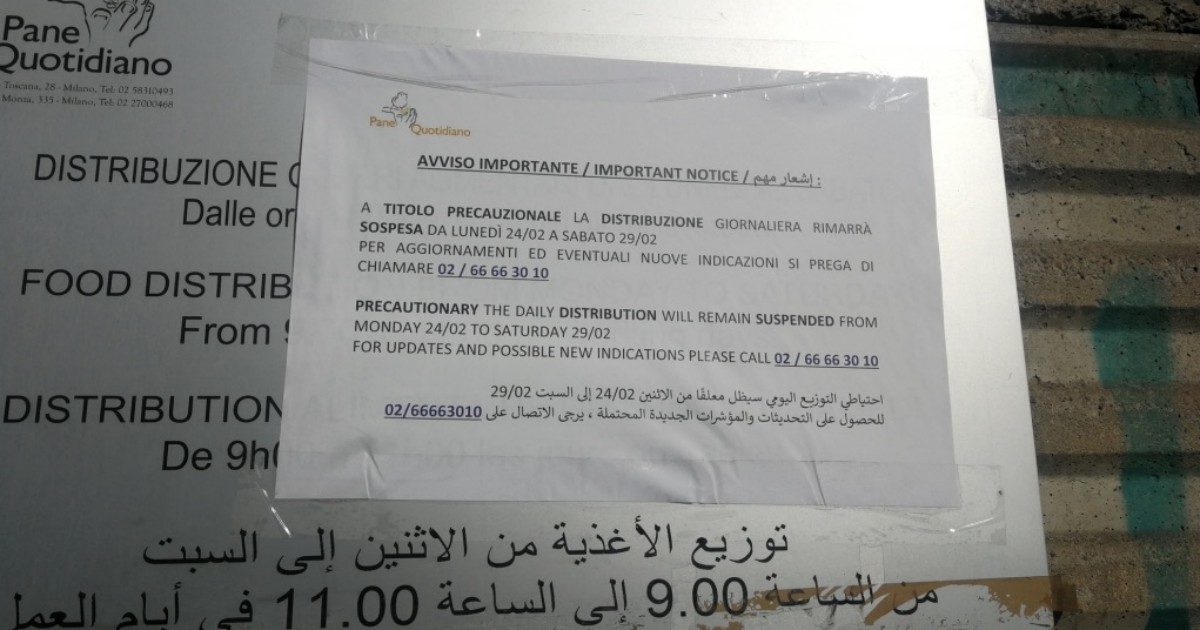 Pane
Quotidiano
Toscana, 28 - Milano, Tel: 02 58310493
Monza, 335 - Milano, Tel: 02 27000468
DISTRIBUZIONE
Dalle
FOOD
From
DISTRIBUTION
De
Pane
Quotidiano
AVVISO IMPORTANTE / IMPORTANT NOTICE / إشعار مهم :
A TITOLO PRECAUZIONALE LA DISTRIBUZIONE GIORNALIERA RIMARRÀ
SOSPESA DA LUNEDÌ 24/02 A SABATO 29/02
PER AGGIORNAMENTI ED EVENTUALI NUOVE INDICAZIONI SI PREGA DI
CHIAMARE 02 / 66 66 30 10
PRECAUTIONARY THE DAILY DISTRIBUTION WILL REMAIN SUSPENDED FROM
MONDAY 24/02 TO SATURDAY 29/02
FOR UPDATES AND POSSIBLE NEW INDICATIONS PLEASE CALL 02 / 66 66 30 10
احتياطي التوزيع اليومي سيظل معلقًا من الاثنين 24/02 إلى السبت 29/02
للحصول على التحديثات والمؤشرات الجديدة المحتملة ، يرجى الاتصال على 02/66663010
توزيع الأغذية من الاثنين إلى السبت
من الساعة 9.00 إلى الساعة 11.00 في أيام العمل